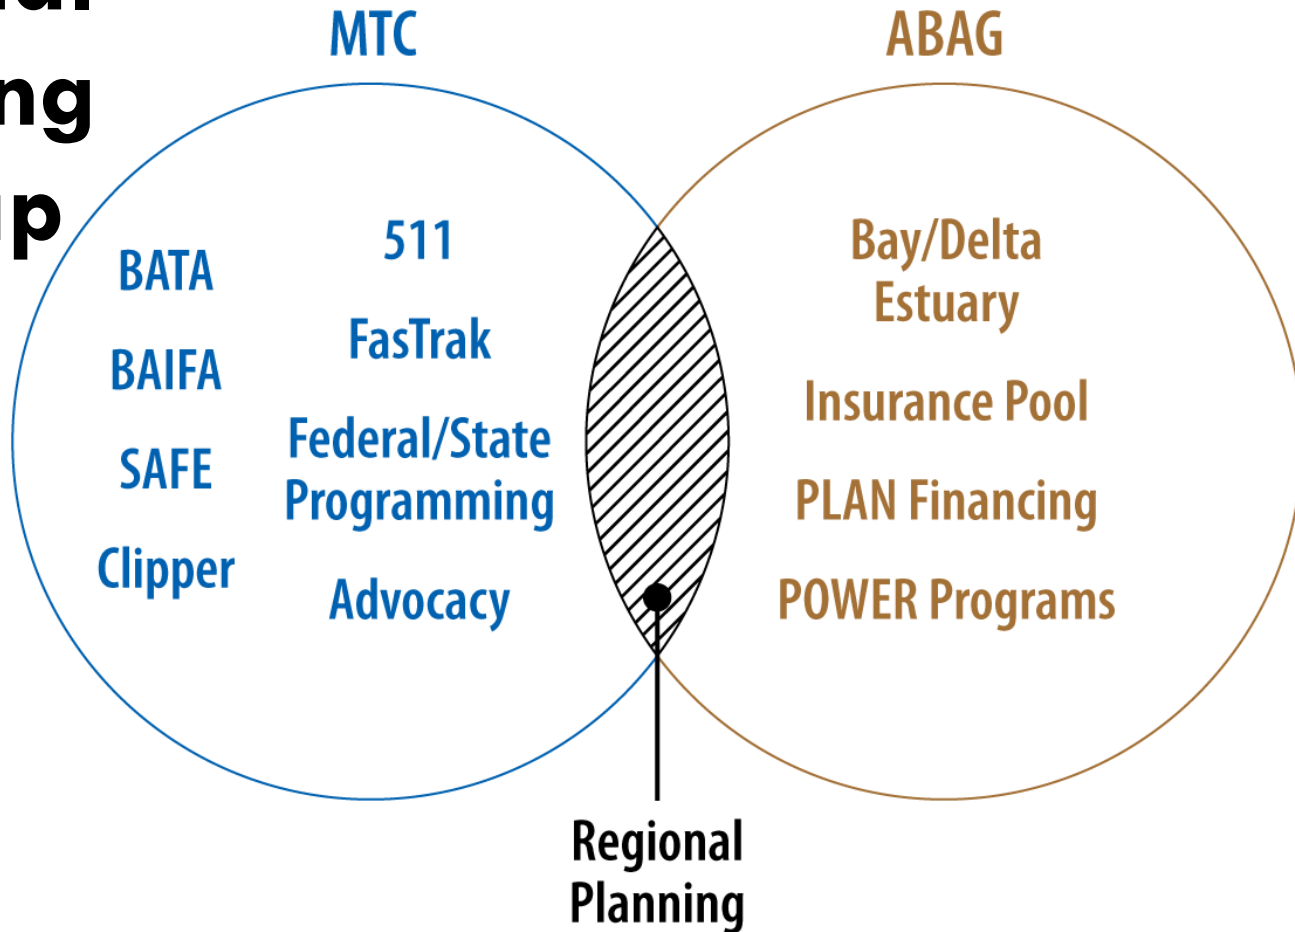 MTC
ABAG
BATA
BAIFA
SAFE
Clipper
511
FasTrak
Federal/State
Programming
Advocacy
Bay/Delta
Estuary
Insurance Pool
PLAN Financing
POWER Programs
Regional
Planning